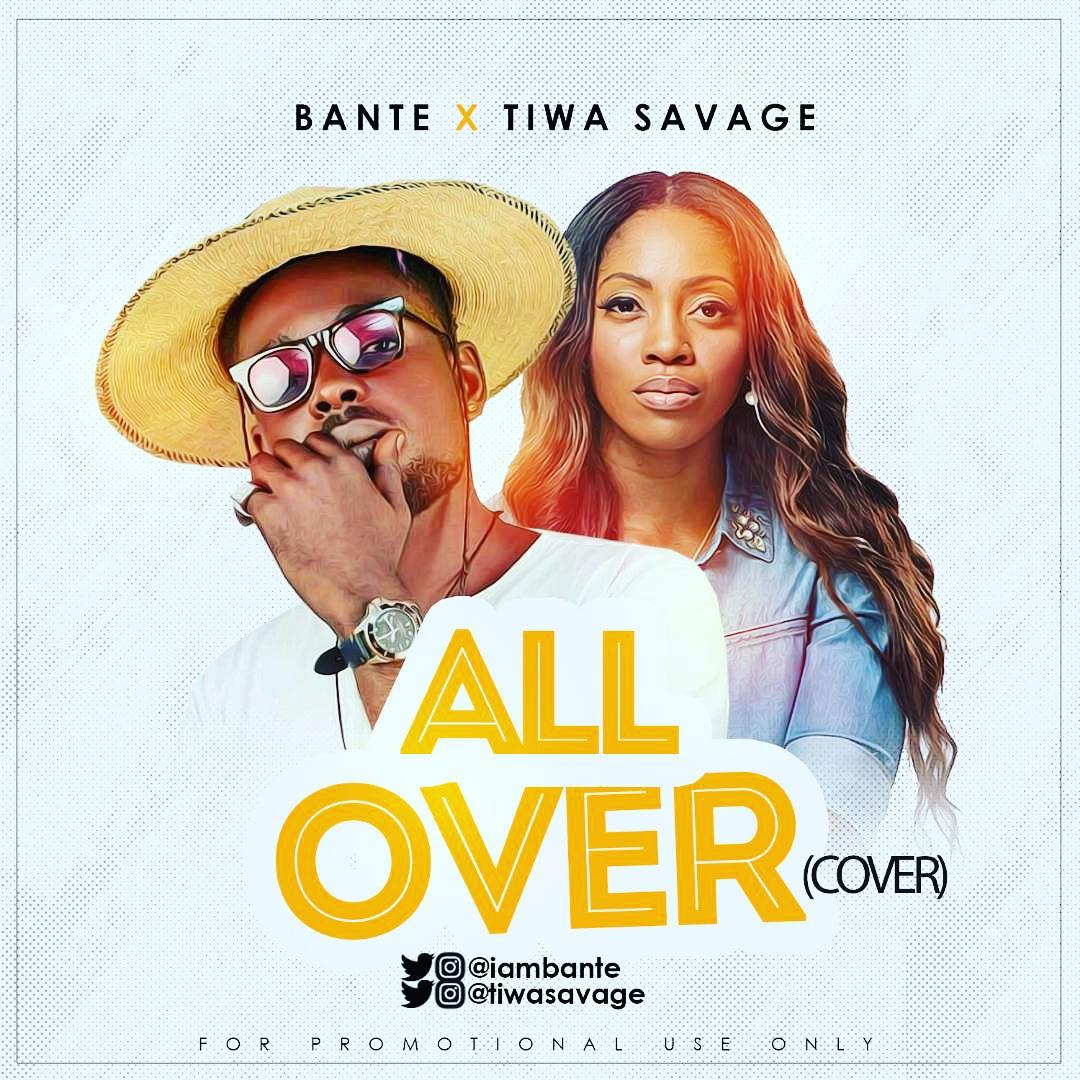 BANTE X TIWA SAVAGE
ALL
OVER
(COVER)
@iambante
@tiwasavage
FOR PROMOTIONAL USE ONLY